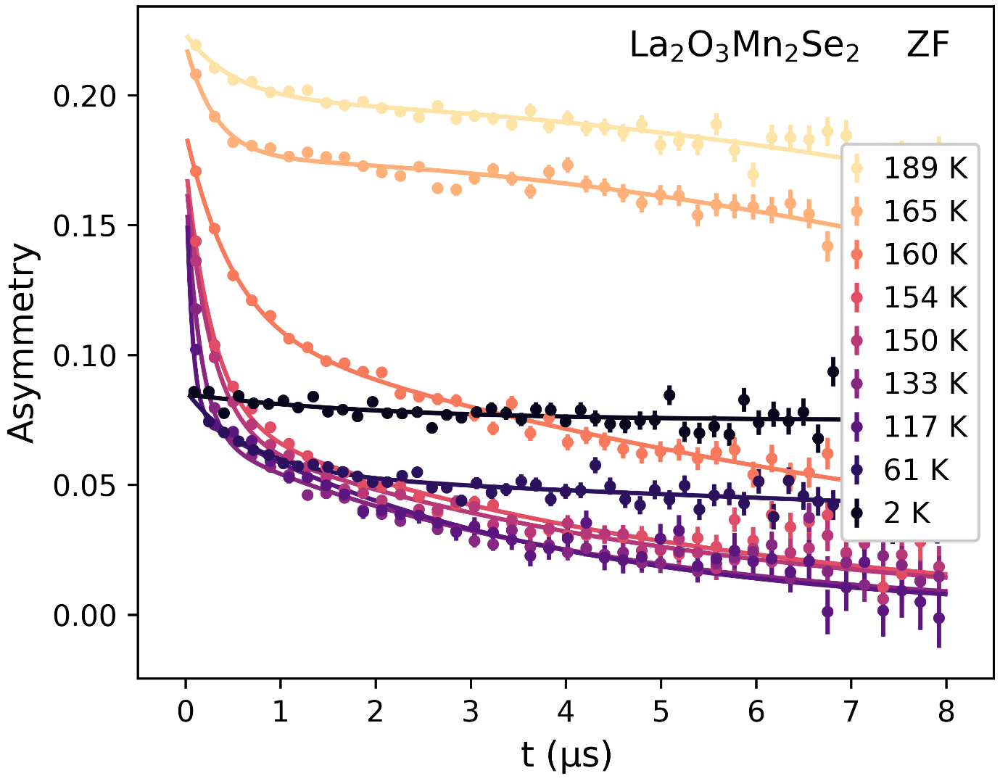 La₂O₃Mn₂Se₂ ZF
Asymmetry
0.20
0.15
0.10
0.05
0.00
189 K
165 K
160 K
154 K
150 K
133 K
117 K
61 K
2 K
0 1 2 3 4 5 6 7 8
t (μs)